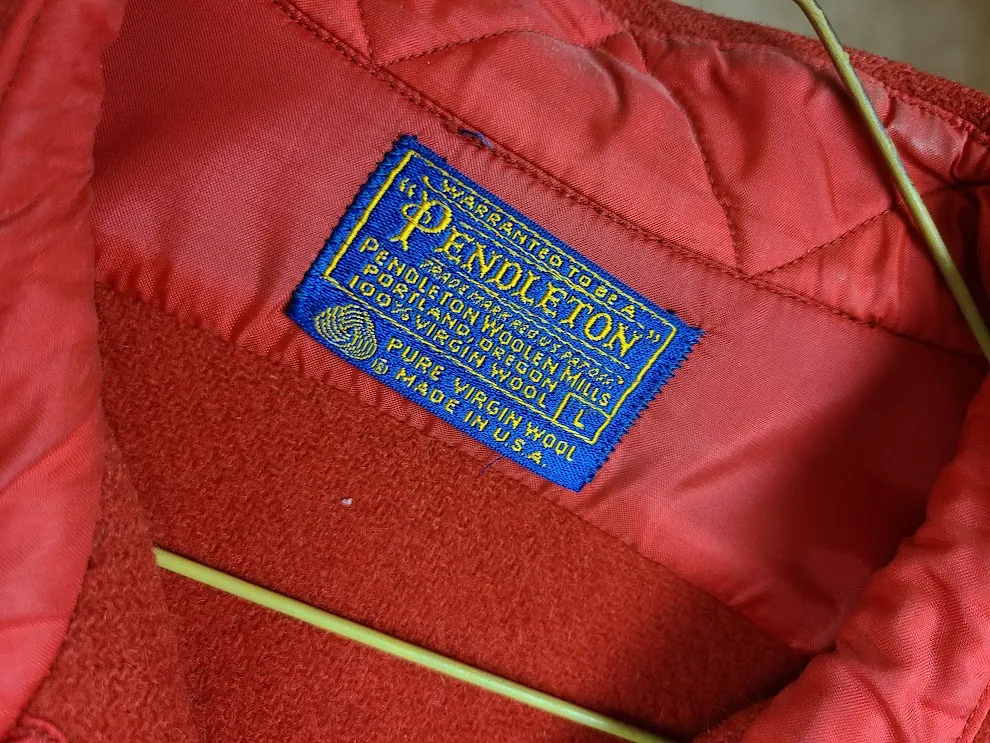 WARRANTED TO BE A
"PENDLETON"
TRADE MARK REG US PAT OFF
PENDLETON WOOLEN MILLS
PORTLAND, OREGON
100% VIRGIN WOOL
L
PURE VIRGIN WOOL
® MADE IN U.S.A.